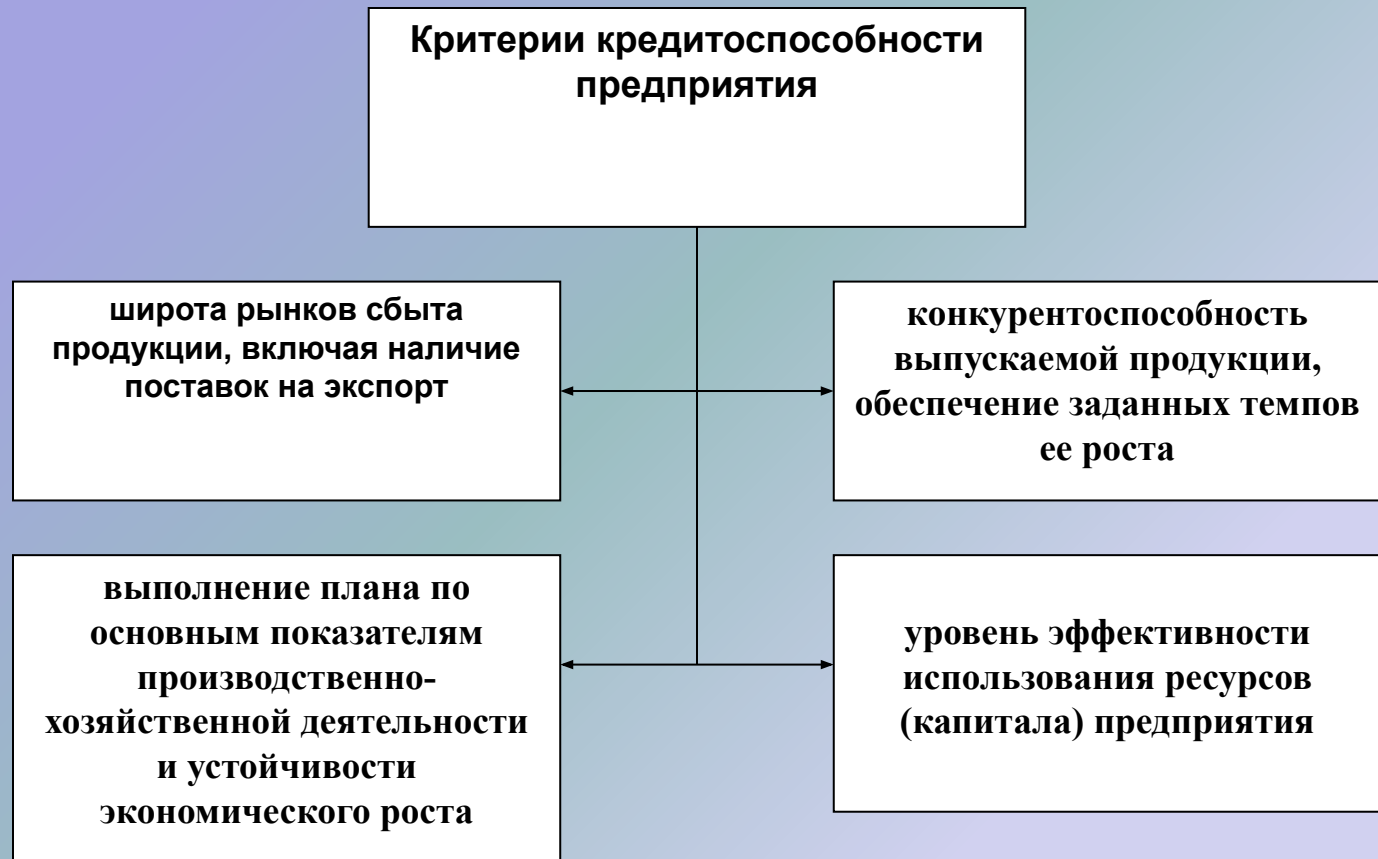 Критерии кредитоспособности
предприятия
широта рынков сбыта
продукции, включая наличие
поставок на экспорт
конкурентоспособность
выпускаемой продукции,
обеспечение заданных темпов
ее роста
выполнение плана по
основным показателям
производственно-
хозяйственной деятельности
и устойчивости
экономического роста
уровень эффективности
использования ресурсов
(капитала) предприятия